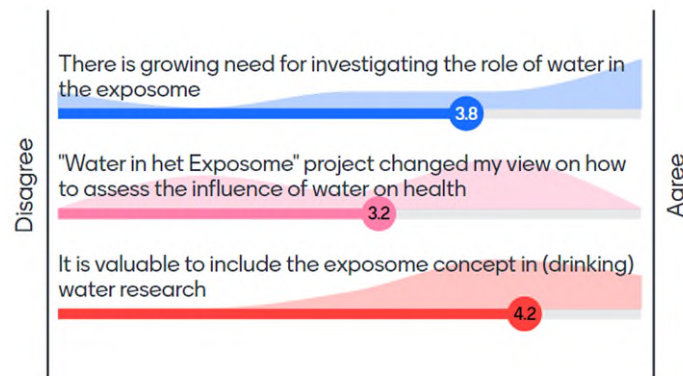 Disagree
There is growing need for investigating the role of water in
the exposome
3.8
"Water in het Exposome" project changed my view on how
to assess the influence of water on health
3.2
It is valuable to include the exposome concept in (drinking)
water research
4.2
Agree